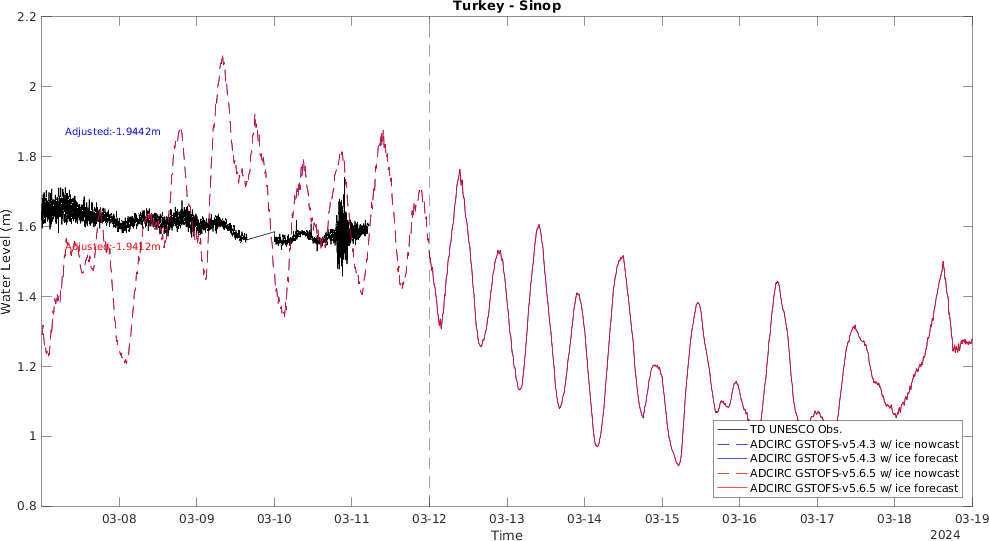 Turkey - Sinop
2.2
2
1.8
1.6
1.4
1.2
1
0.8
Water Level (m)
Adjusted:-1.9442m
Adjusted:-1.9412m
TD UNESCO Obs.
ADCIRC GSTOFS-v5.4.3 w/ ice nowcast
ADCIRC GSTOFS-v5.4.3 w/ ice forecast
ADCIRC GSTOFS-v5.6.5 w/ ice nowcast
ADCIRC GSTOFS-v5.6.5 w/ ice forecast
03-08 03-09 03-10 03-11 03-12 03-13 03-14 03-15 03-16 03-17 03-18 03-19
Time
2024